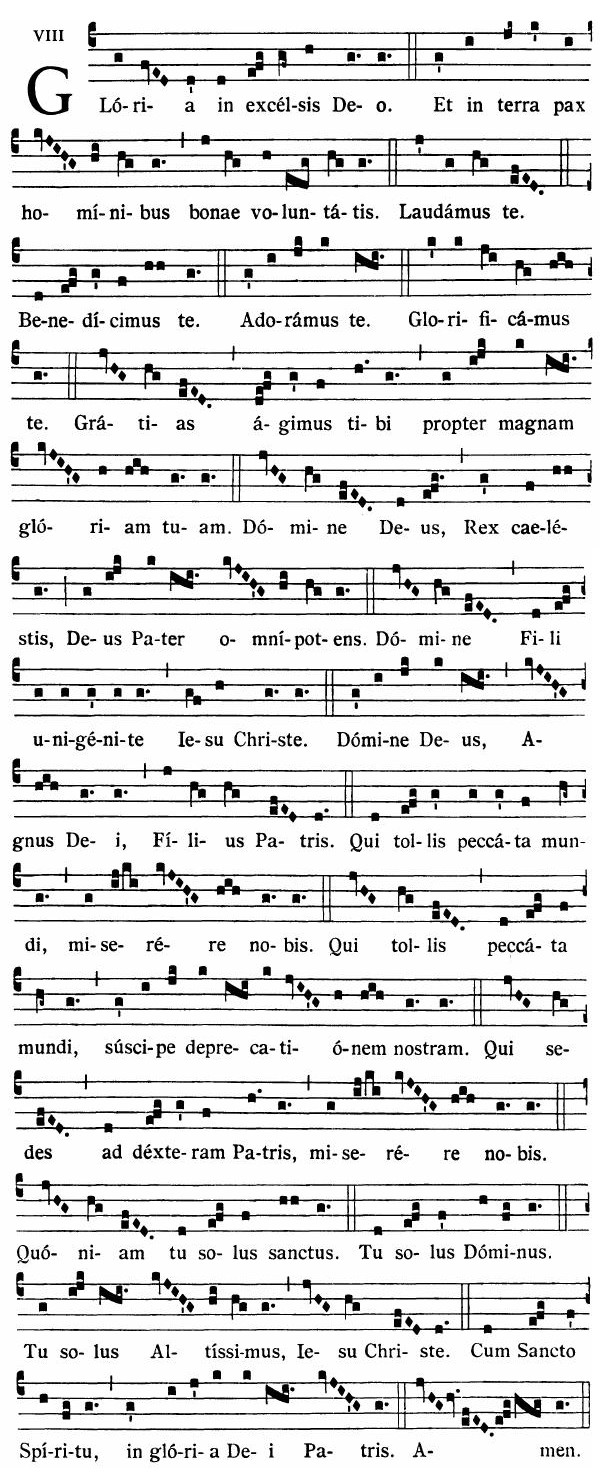 VIII
GLó-ri- a in excél-sis De- o. Et in terra pax
ho- mí-ni-bus bonae vo-lun-tá-tis. Laudámus te.
Be-ne-dí-cimus te. Ado-rámus te. Glo-ri-fi-cá-mus
te. Grá-ti-as á-gimus ti-bi propter magnam
gló- ri-am tu-am. Dó-mi-ne De-us, Rex cae-lé-
stis, De-us Pa-ter o-mní-pot-ens. Dó-mi-ne Fi-li
u-ni-gé-ni-te Ie-su Chri-ste. Dómi-ne De-us, A-
gnus De-i, Fí-li-us Pa-tris. Qui tol-lis peccá-ta mun-
di, mi-se-ré-re no-bis. Qui tol-lis peccá-ta
mundi, súsci-pe depre-ca-ti-ó-nem nostram. Qui se-
des ad déxte-ram Pa-tris, mi-se-ré-re no-bis.
Quó-ni-am tu so-lus sanctus. Tu so-lus Dómi-nus.
Tu so-lus Al-tíssi-mus, Ie-su Chri-ste. Cum Sancto
Spí-ri-tu, in gló-ri-a De-i Pa-tris. A- men.